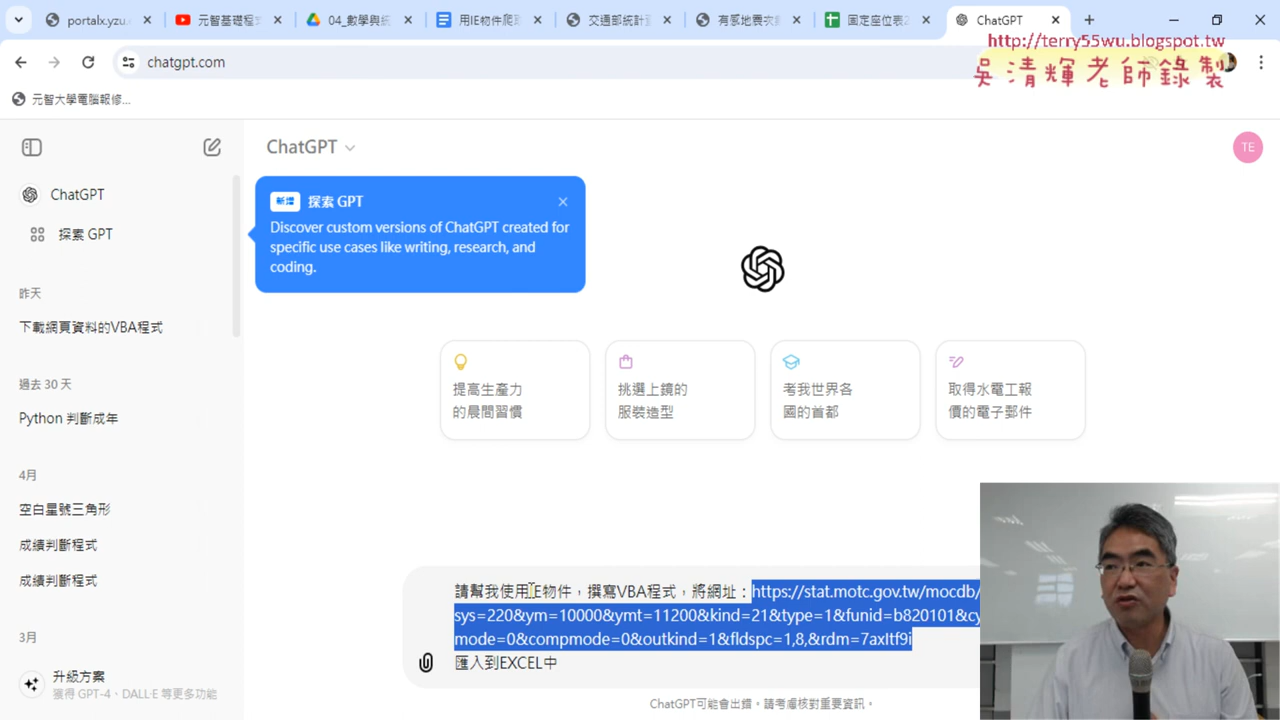 portalx.yzu.
元智基礎程式
04_數學與統
用IE物件爬
交通部統計
有感地震次
固定座位表
ChatGPT
http://terry55wu.blogspot.tw
chatgpt.com
吳清輝老師錄製
元智大學電腦報修...
ChatGPT
TE
ChatGPT
探索 GPT
新增 探索 GPT
Discover custom versions of ChatGPT created for
specific use cases like writing, research, and
coding.
昨天
下載網頁資料的VBA程式
過去 30 天
Python 判斷成年
4月
空白星號三角形
成績判斷程式
成績判斷程式
3月
升級方案
獲得 GPT-4、DALL·E 等更多功能
提高生產力
的晨間習慣
挑選上鏡的
服裝造型
考我世界各
國的首都
取得水電工報
價的電子郵件
請幫我使用IE物件，撰寫VBA程式，將網址：https://stat.motc.gov.tw/mocdb/
sys=220&ym=10000&ymt=11200&kind=21&type=1&funid=b820101&cy
mode=0&compmode=0&outkind=1&fldspc=1,8,&rdm=7axItf9i
匯入到EXCEL中
ChatGPT可能會出錯。請考慮核對重要資訊。